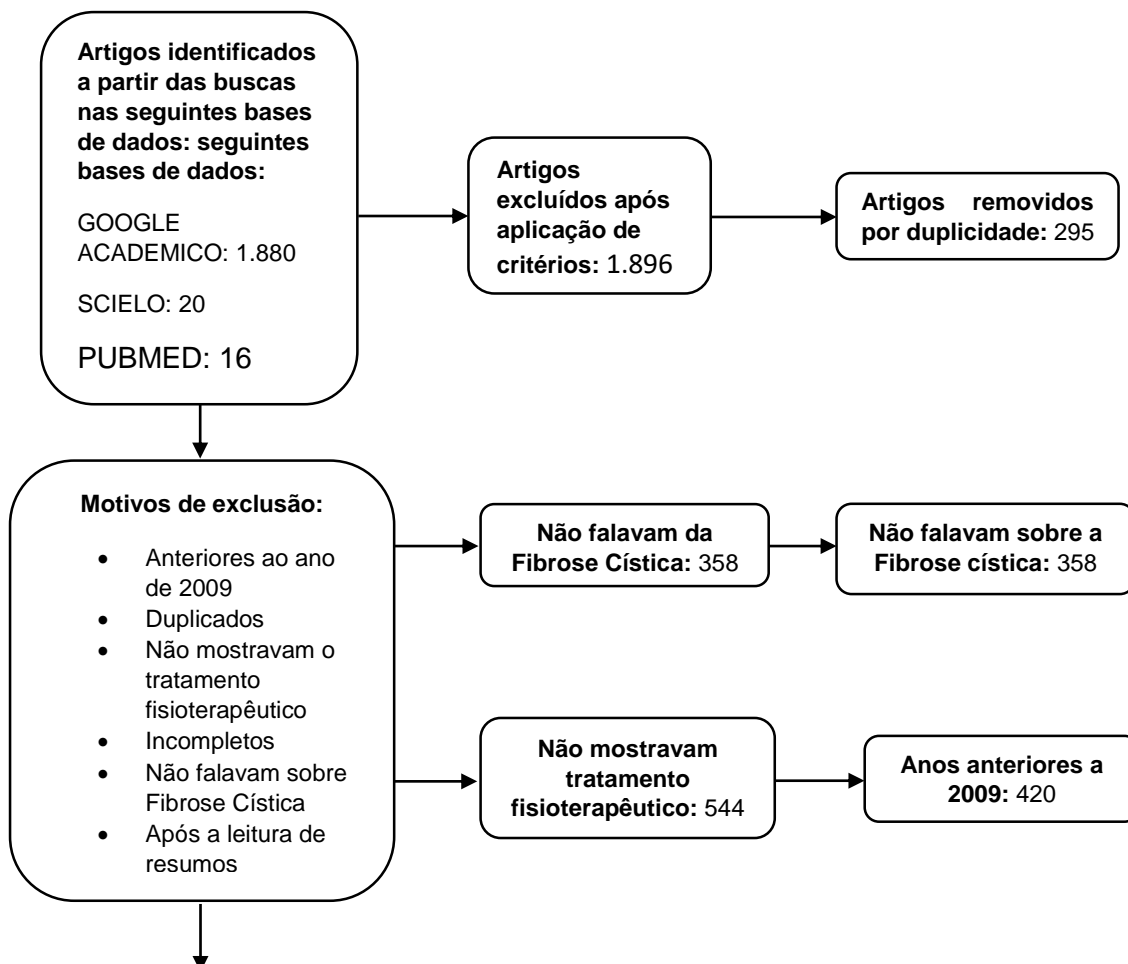 Artigos identificados
a partir das buscas
nas seguintes bases
de dados: seguintes
bases de dados:
GOOGLE
ACADEMICO: 1.880
SCIELO: 20
PUBMED: 16
Artigos
excluídos após
aplicação de
critérios: 1.896
Artigos removidos
por duplicidade: 295
Motivos de exclusão:
• Anteriores ao ano
de 2009
• Duplicados
• Não mostravam o
tratamento
fisioterapêutico
• Incompletos
• Não falavam sobre
Fibrose Cística
• Após a leitura de
resumos
Não falavam da
Fibrose Cística: 358
Não falavam sobre a
Fibrose cística: 358
Não mostravam
tratamento
fisioterapêutico: 544
Anos anteriores a
2009: 420